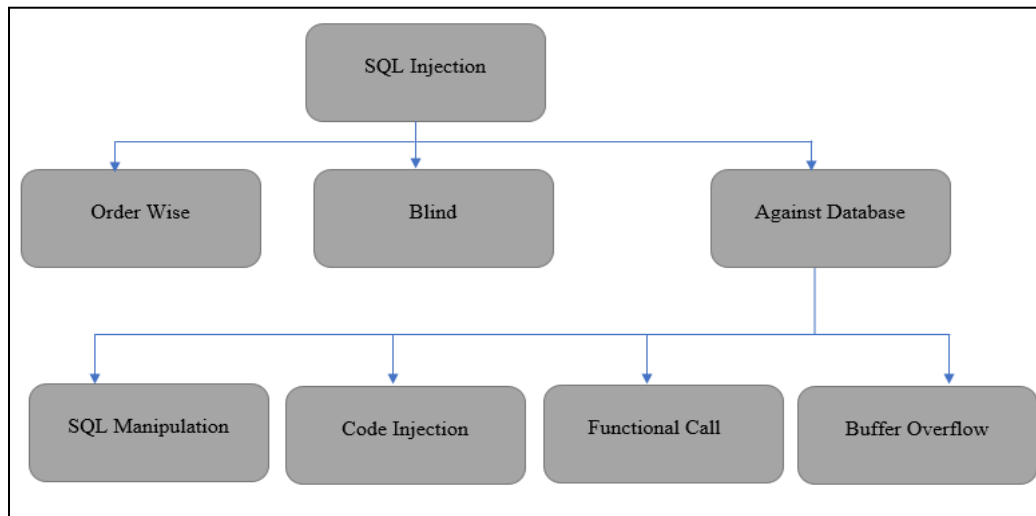 SQL Injection
Order Wise
Blind
Against Database
SQL Manipulation
Code Injection
Functional Call
Buffer Overflow